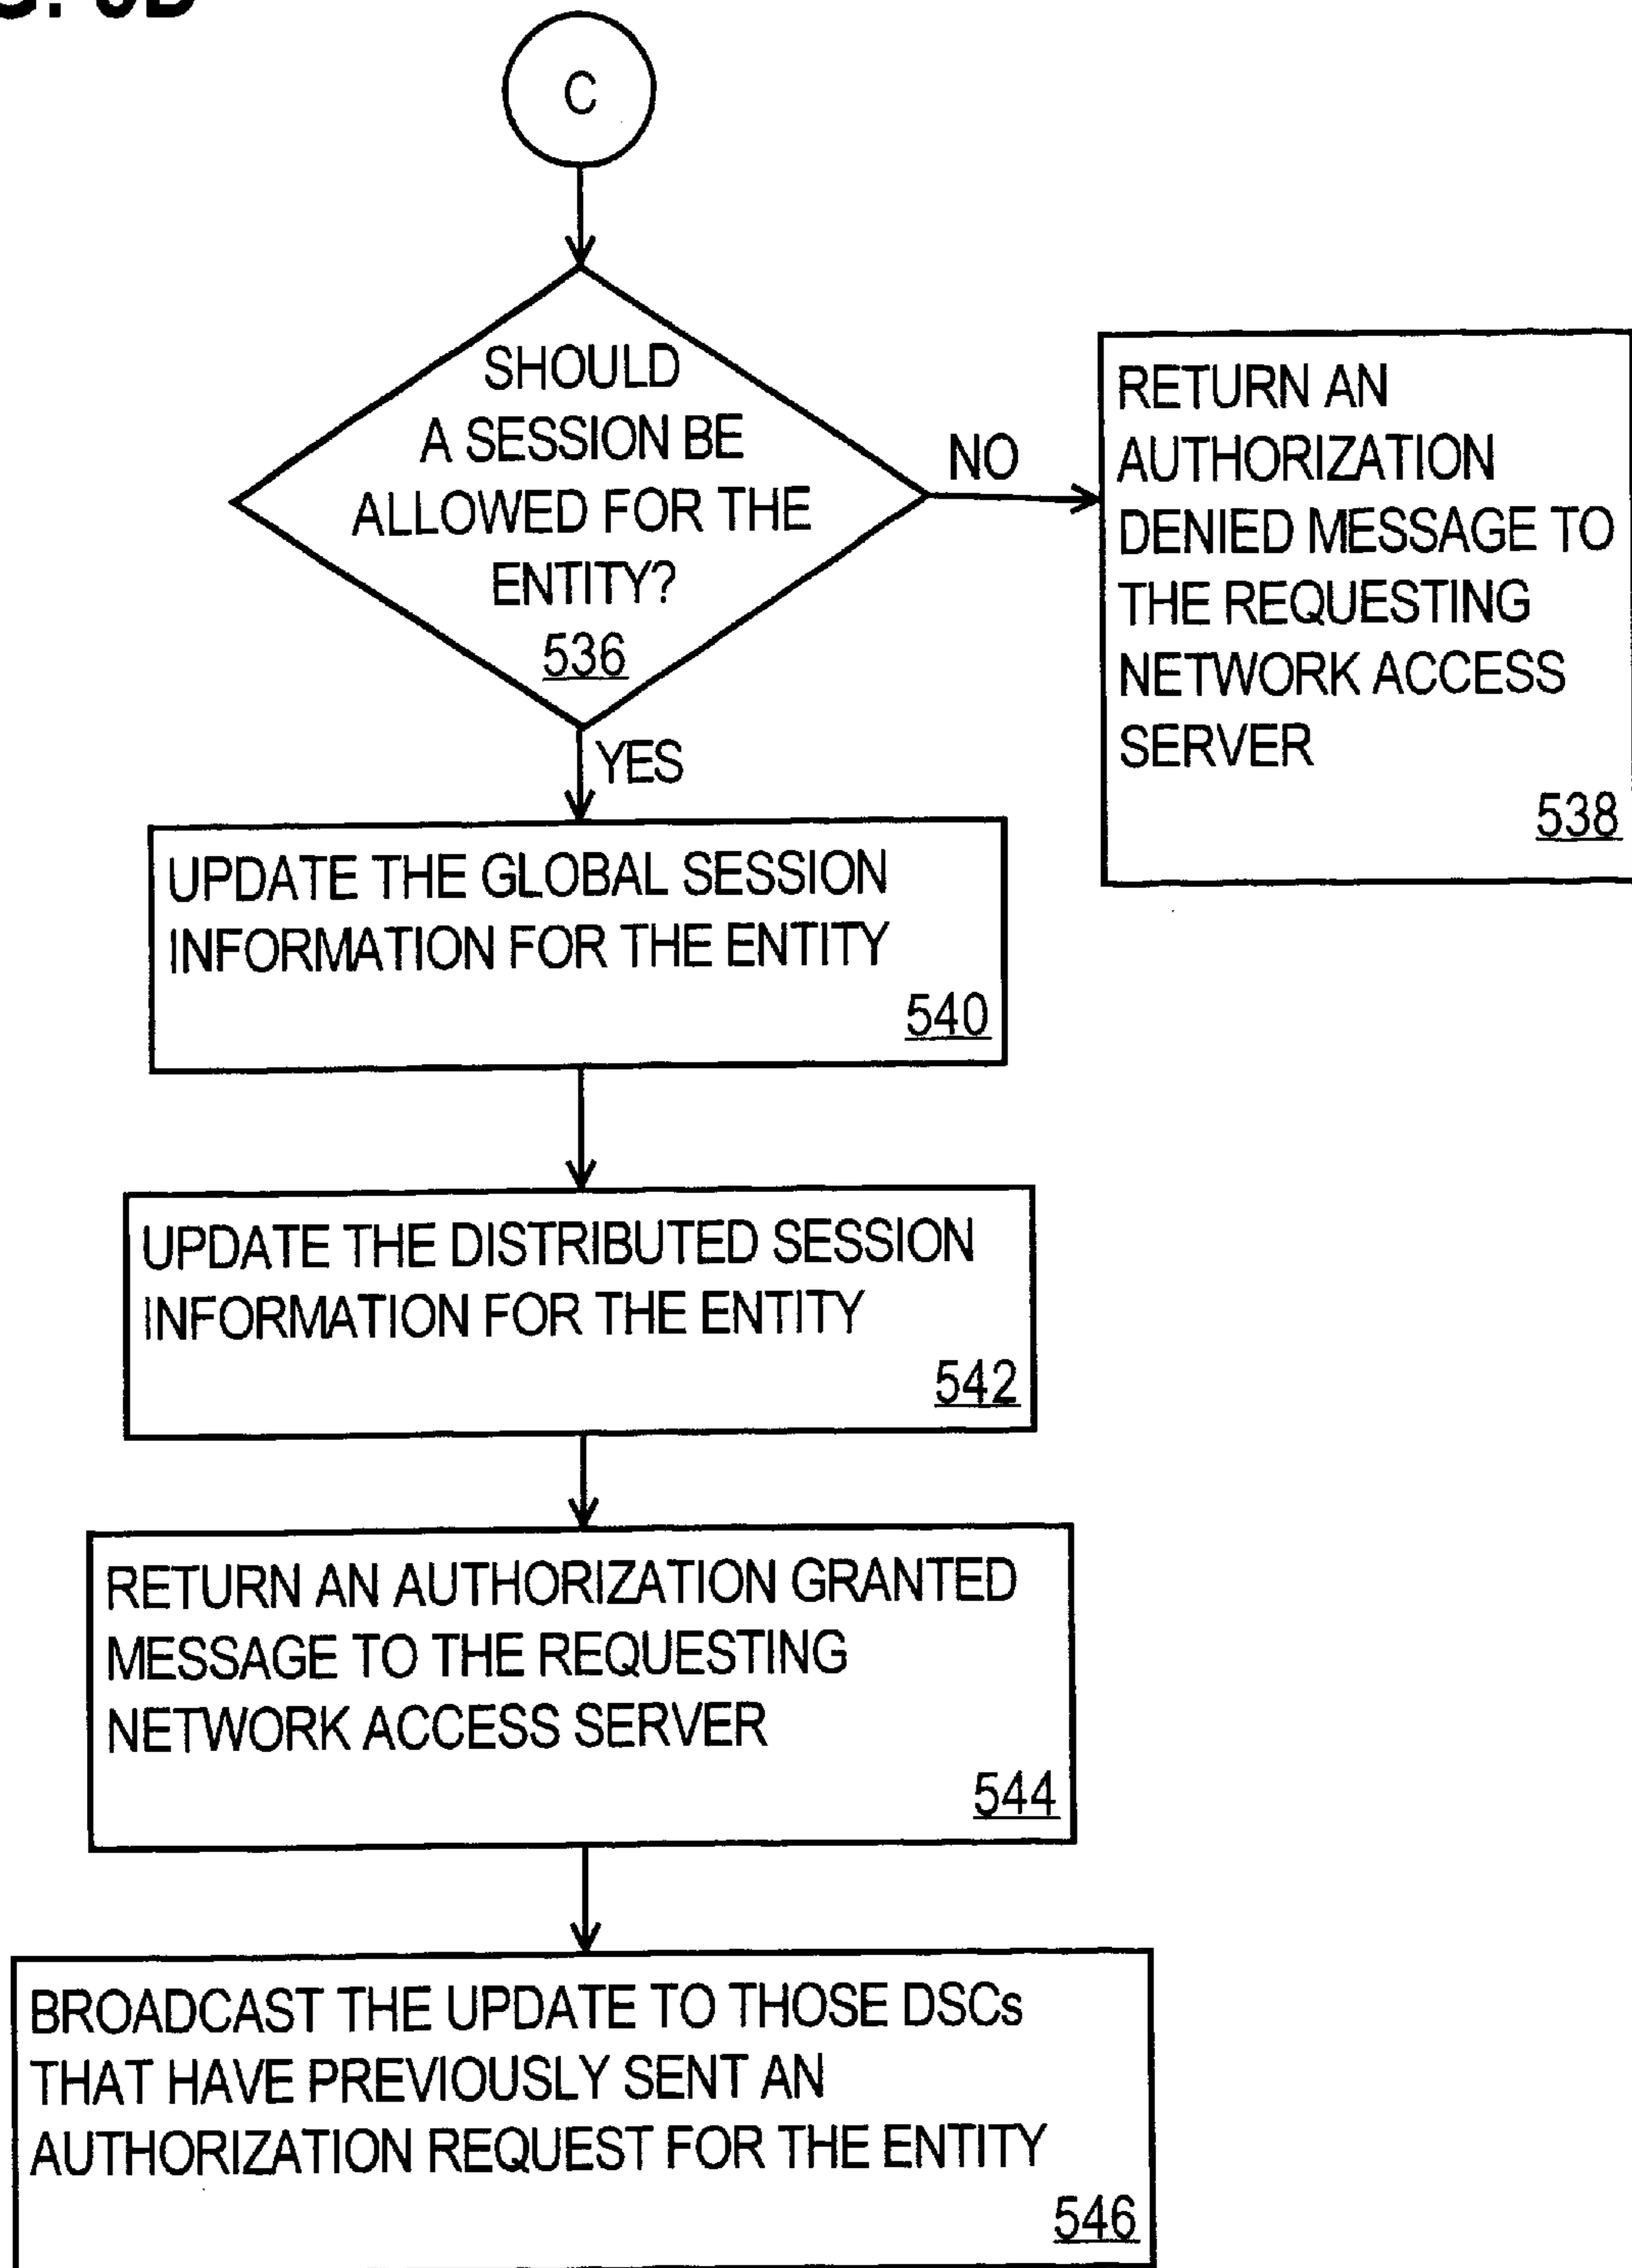 C
SHOULD
A SESSION BE
ALLOWED FOR THE
ENTITY?
536
NO
RETURN AN
AUTHORIZATION
DENIED MESSAGE TO
THE REQUESTING
NETWORK ACCESS
SERVER
538
YES
UPDATE THE GLOBAL SESSION
INFORMATION FOR THE ENTITY
540
UPDATE THE DISTRIBUTED SESSION
INFORMATION FOR THE ENTITY
542
RETURN AN AUTHORIZATION GRANTED
MESSAGE TO THE REQUESTING
NETWORK ACCESS SERVER
544
BROADCAST THE UPDATE TO THOSE DSCs
THAT HAVE PREVIOUSLY SENT AN
AUTHORIZATION REQUEST FOR THE ENTITY
546